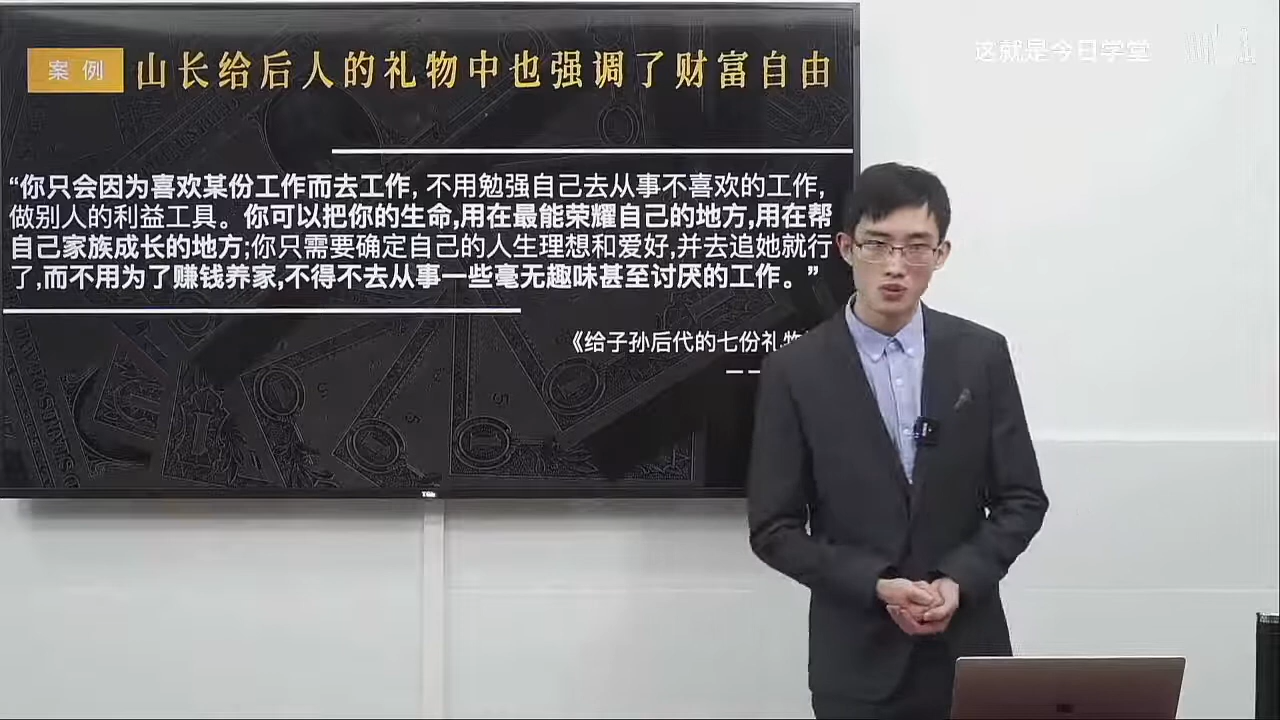 这就是今日学堂
案例
山长给后人的礼物中也强调了财富自由
“你只会因为喜欢某份工作而去工作, 不用勉强自己去从事不喜欢的工作,
做别人的利益工具。你可以把你的生命,用在最能荣耀自己的地方,用在帮
自己家族成长的地方;你只需要确定自己的人生理想和爱好,并去追她就行
了,而不用为了赚钱养家,不得不去从事一些毫无趣味甚至讨厌的工作。”
《给子孙后代的七份礼物